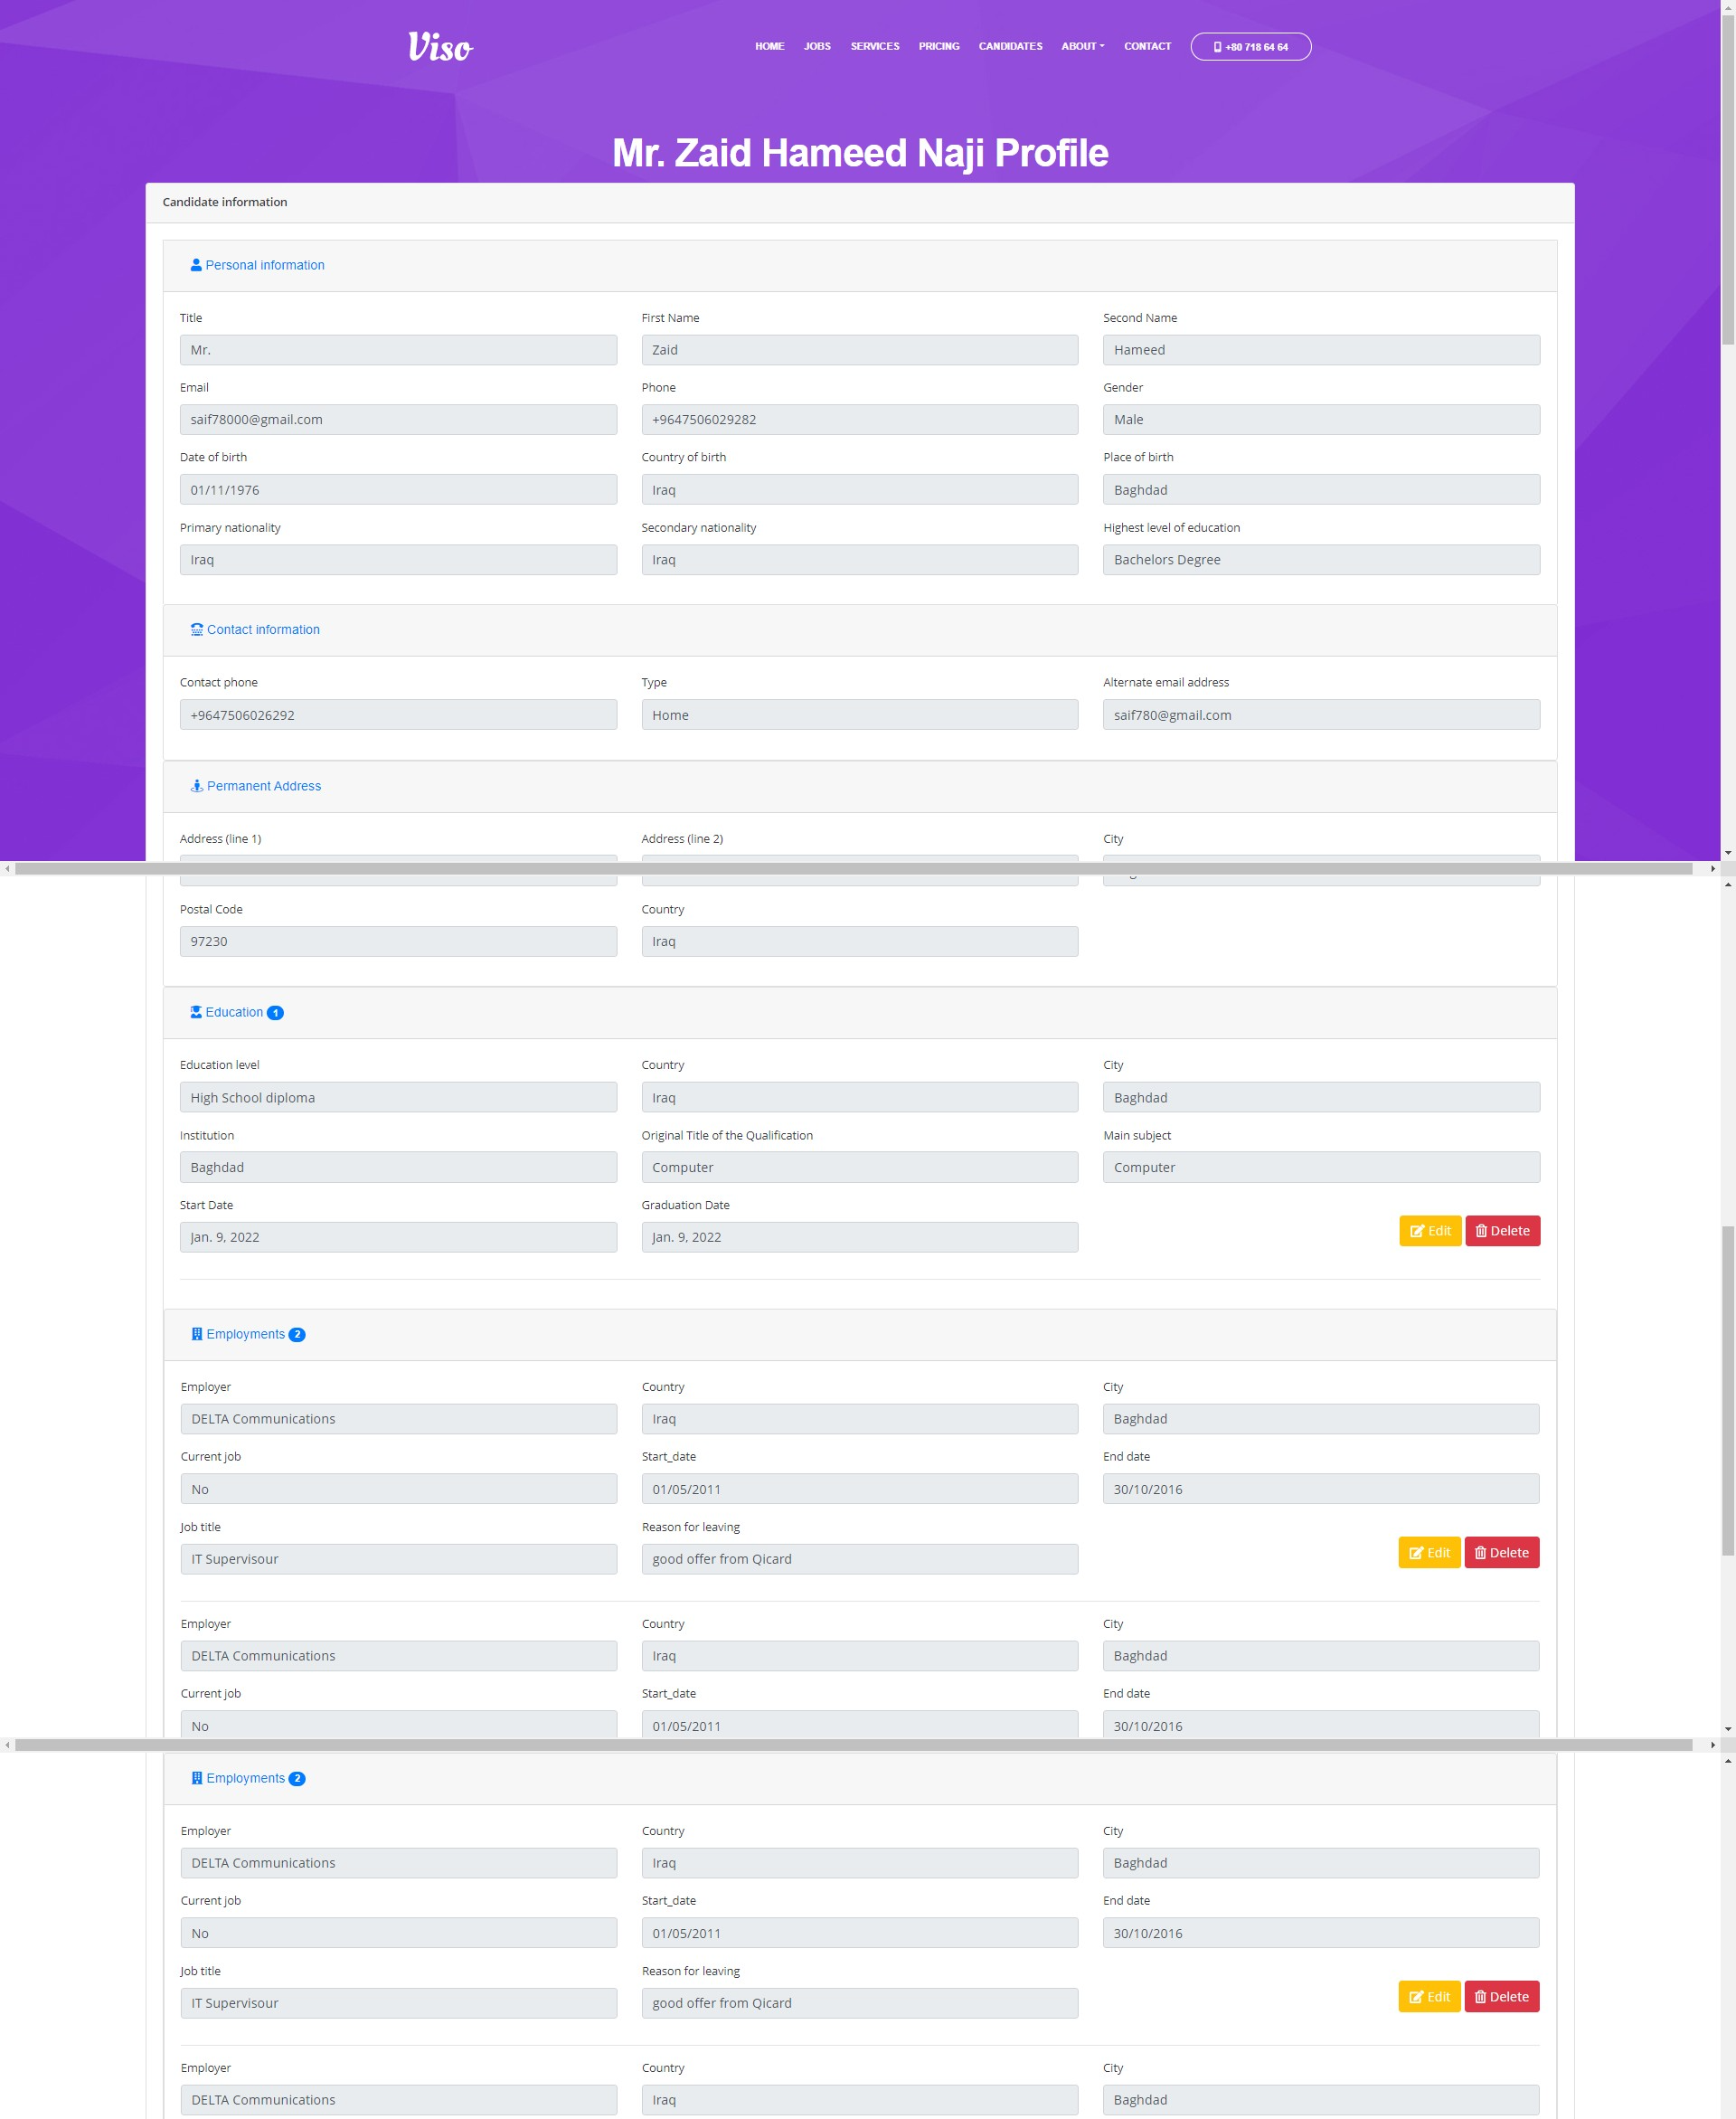 Viso
HOME JOBS SERVICES PRICING CANDIDATES ABOUT CONTACT +80 718 64 64
Mr. Zaid Hameed Naji Profile
Candidate information
Personal information
Title First Name Second Name
Mr. Zaid Hameed
Email Phone Gender
saif78000@gmail.com +9647506029282 Male
Date of birth Country of birth Place of birth
01/11/1976 Iraq Baghdad
Primary nationality Secondary nationality Highest level of education
Iraq Iraq Bachelors Degree
Contact information
Contact phone Type Alternate email address
+9647506026292 Home saif780@gmail.com
Permanent Address
Address (line 1) Address (line 2) City
Postal Code Country
97230 Iraq
Education 1
Education level Country City
High School diploma Iraq Baghdad
Institution Original Title of the Qualification Main subject
Baghdad Computer Computer
Start Date Graduation Date
Jan. 9, 2022 Jan. 9, 2022 Edit Delete
Employments 2
Employer Country City
DELTA Communications Iraq Baghdad
Current job Start_date End date
No 01/05/2011 30/10/2016
Job title Reason for leaving
IT Supervisour good offer from Qicard Edit Delete
Employer Country City
DELTA Communications Iraq Baghdad
Current job Start_date End date
No 01/05/2011 30/10/2016
Employments 2
Employer Country City
DELTA Communications Iraq Baghdad
Current job Start_date End date
No 01/05/2011 30/10/2016
Job title Reason for leaving
IT Supervisour good offer from Qicard Edit Delete
Employer Country City
DELTA Communications Iraq Baghdad